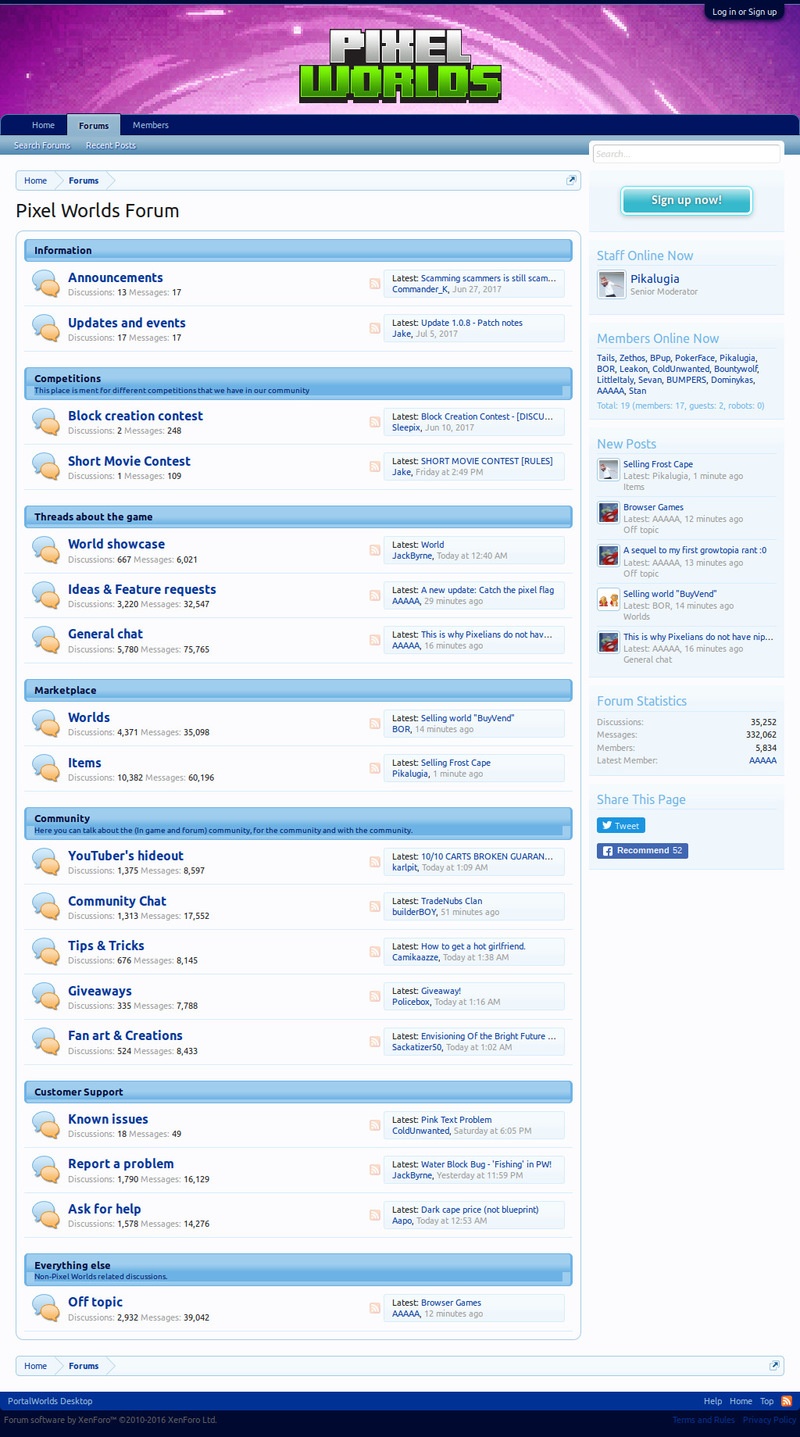 Log in or Sign up
PIXEL
WORLDS
Home Forums Members
Search Forums Recent Posts
Search...
Home Forums
Pixel Worlds Forum
Information
Announcements
Discussions: 13 Messages: 17
Latest: Scamming scammers is still scam...
Commander_K, Jun 27, 2017
Updates and events
Discussions: 17 Messages: 17
Latest: Update 1.0.8 - Patch notes
Jake, Jul 5, 2017
Competitions
This place is ment for different competitions that we have in our community
Block creation contest
Discussions: 2 Messages: 248
Latest: Block Creation Contest - [DISCU...
Sleepix, Jun 10, 2017
Short Movie Contest
Discussions: 1 Messages: 109
Latest: SHORT MOVIE CONTEST [RULES]
Jake, Friday at 2:49 PM
Threads about the game
World showcase
Discussions: 667 Messages: 6,021
Latest: World
JackByrne, Today at 12:40 AM
Ideas & Feature requests
Discussions: 3,220 Messages: 32,547
Latest: A new update: Catch the pixel flag
AAAAA, 29 minutes ago
General chat
Discussions: 5,780 Messages: 75,765
Latest: This is why Pixelians do not hav...
AAAAA, 16 minutes ago
Marketplace
Worlds
Discussions: 4,371 Messages: 35,098
Latest: Selling world "BuyVend"
BOR, 14 minutes ago
Items
Discussions: 10,382 Messages: 60,196
Latest: Selling Frost Cape
Pikalugia, 1 minute ago
Community
Here you can talk about the (In game and forum) community, for the community and with the community.
YouTuber's hideout
Discussions: 1,375 Messages: 8,597
Latest: 10/10 CARTS BROKEN GUARAN...
karlpit, Today at 1:09 AM
Community Chat
Discussions: 1,313 Messages: 17,552
Latest: TradeNubs Clan
builderBOY, 51 minutes ago
Tips & Tricks
Discussions: 676 Messages: 8,145
Latest: How to get a hot girlfriend.
Camikaazze, Today at 1:38 AM
Giveaways
Discussions: 335 Messages: 7,788
Latest: Giveaway!
Policebox, Today at 1:16 AM
Fan art & Creations
Discussions: 524 Messages: 8,433
Latest: Envisioning Of the Bright Future ...
Sackatizer50, Today at 1:02 AM
Customer Support
Known issues
Discussions: 18 Messages: 49
Latest: Pink Text Problem
ColdUnwanted, Saturday at 6:05 PM
Report a problem
Discussions: 1,790 Messages: 16,129
Latest: Water Block Bug - 'Fishing' in PW!
JackByrne, Yesterday at 11:59 PM
Ask for help
Discussions: 1,578 Messages: 14,276
Latest: Dark cape price (not blueprint)
Aapo, Today at 12:53 AM
Everything else
Non-Pixel Worlds related discussions.
Off topic
Discussions: 2,932 Messages: 39,042
Latest: Browser Games
AAAAA, 12 minutes ago
Sign up now!
Staff Online Now
Pikalugia
Senior Moderator
Members Online Now
Tails, Zethos, BPup, PokerFace, Pikalugia,
BOR, Leakon, ColdUnwanted, Bountywolf,
LittleItaly, Sevan, BUMPERS, Dominykas,
AAAAA, Stan
Total: 19 (members: 17, guests: 2, robots: 0)
New Posts
Selling Frost Cape
Latest: Pikalugia, 1 minute ago
Items
Browser Games
Latest: AAAAA, 12 minutes ago
Off topic
A sequel to my first growtopia rant :0
Latest: AAAAA, 13 minutes ago
Off topic
Selling world "BuyVend"
Latest: BOR, 14 minutes ago
Worlds
This is why Pixelians do not have nip...
Latest: AAAAA, 16 minutes ago
General chat
Forum Statistics
Discussions: 35,252
Messages: 332,062
Members: 5,834
Latest Member: AAAAA
Share This Page
Tweet
Recommend 52
Home Forums
PortalWorlds Desktop
Help Home Top
Forum software by XenForo™ ©2010-2016 XenForo Ltd.
Terms and Rules Privacy Policy